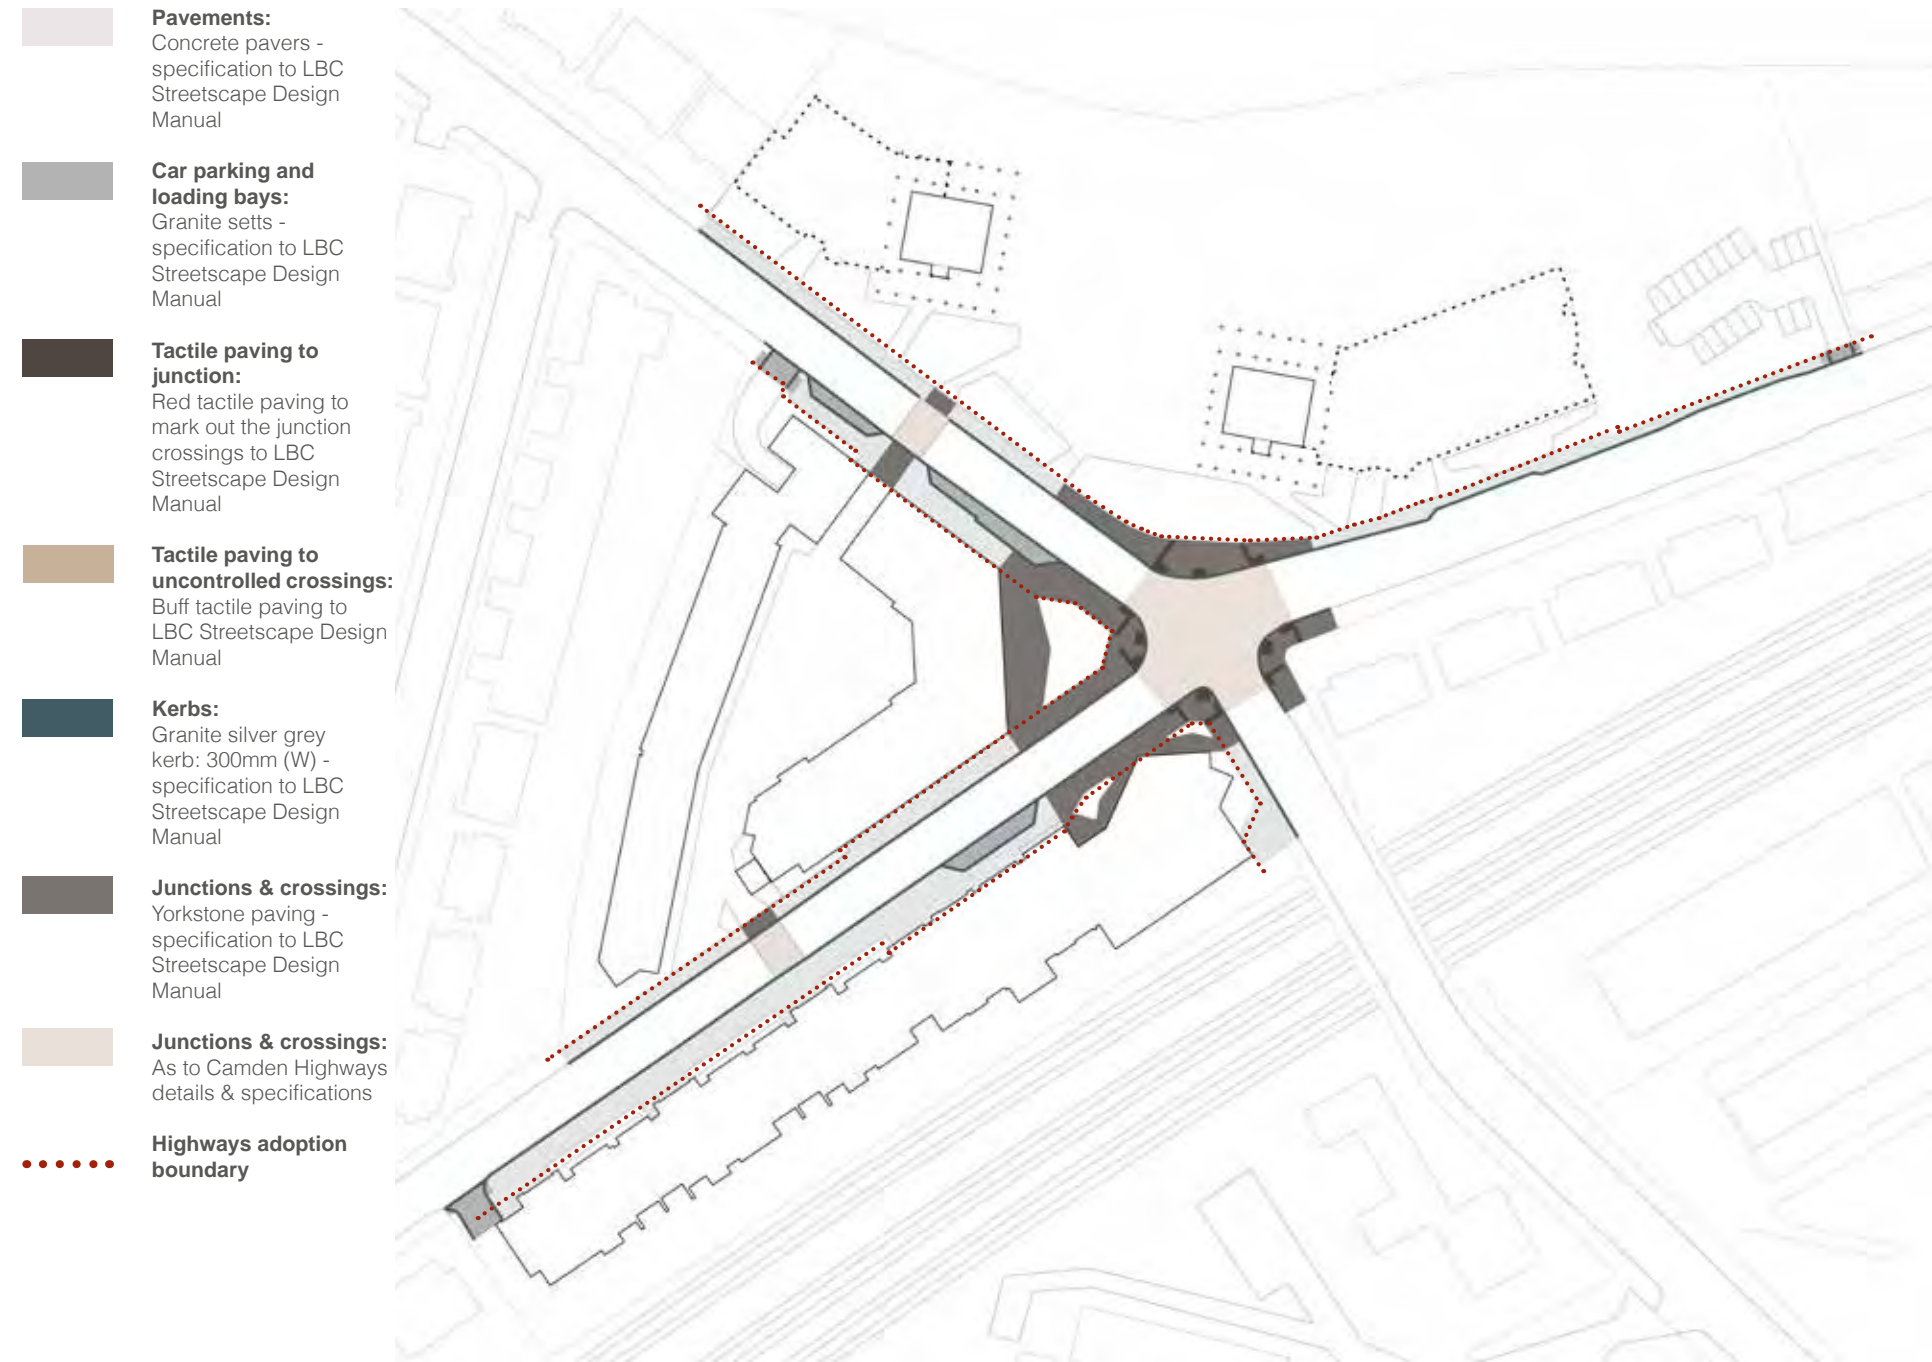 Pavements:
Concrete pavers -
specification to LBC
Streetscape Design
Manual
Car parking and
loading bays:
Granite setts -
specification to LBC
Streetscape Design
Manual
Tactile paving to
junction:
Red tactile paving to
mark out the junction
crossings to LBC
Streetscape Design
Manual
Tactile paving to
uncontrolled crossings:
Buff tactile paving to
LBC Streetscape Design
Manual
Kerbs:
Granite silver grey
kerb: 300mm (W) -
specification to LBC
Streetscape Design
Manual
Junctions & crossings:
Yorkstone paving -
specification to LBC
Streetscape Design
Manual
Junctions & crossings:
As to Camden Highways
details & specifications
Highways adoption
boundary